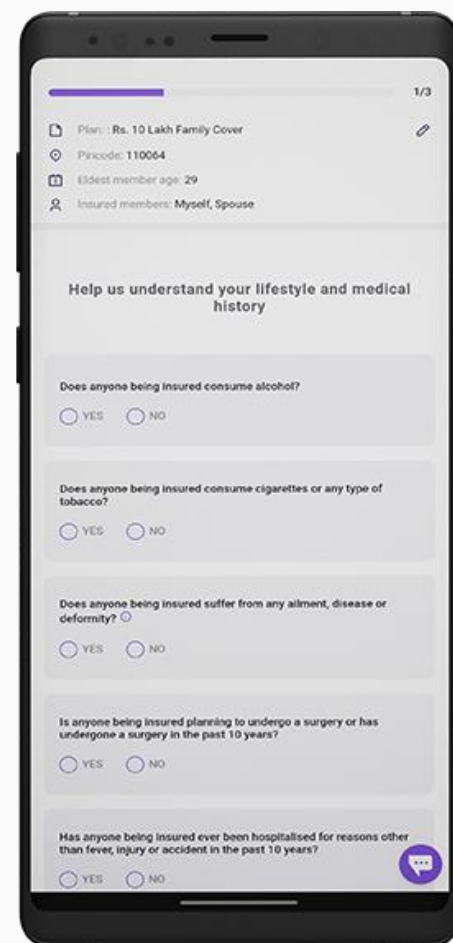 1/3
Plan: : Rs. 10 Lakh Family Cover
Pincode: 110064
Eldest member age: 29
Insured members: Myself, Spouse
Help us understand your lifestyle and medical
history
Does anyone being insured consume alcohol?
YES NO
Does anyone being insured consume cigarettes or any type of
tobacco?
YES NO
Does anyone being insured suffer from any ailment, disease or
deformity?
YES NO
Is anyone being insured planning to undergo a surgery or has
undergone a surgery in the past 10 years?
YES NO
Has anyone being insured ever been hospitalised for reasons other
than fever, injury or accident in the past 10 years?
YES NO